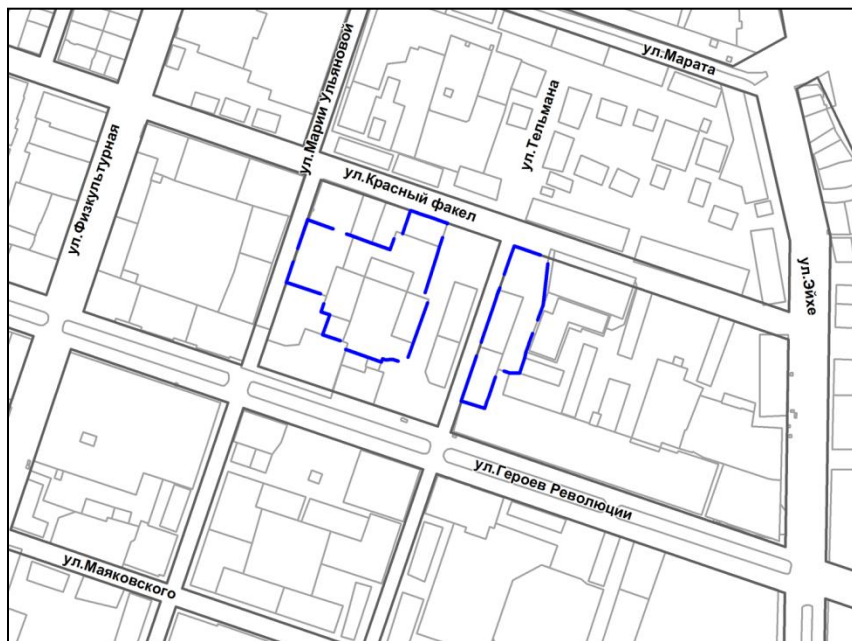 ул.Марата
ул.Марии Ульяновой
ул.Тельмана
ул.Физкультурная
ул.Красный факел
ул.Эйхе
ул.Героев Революции
ул.Маяковского